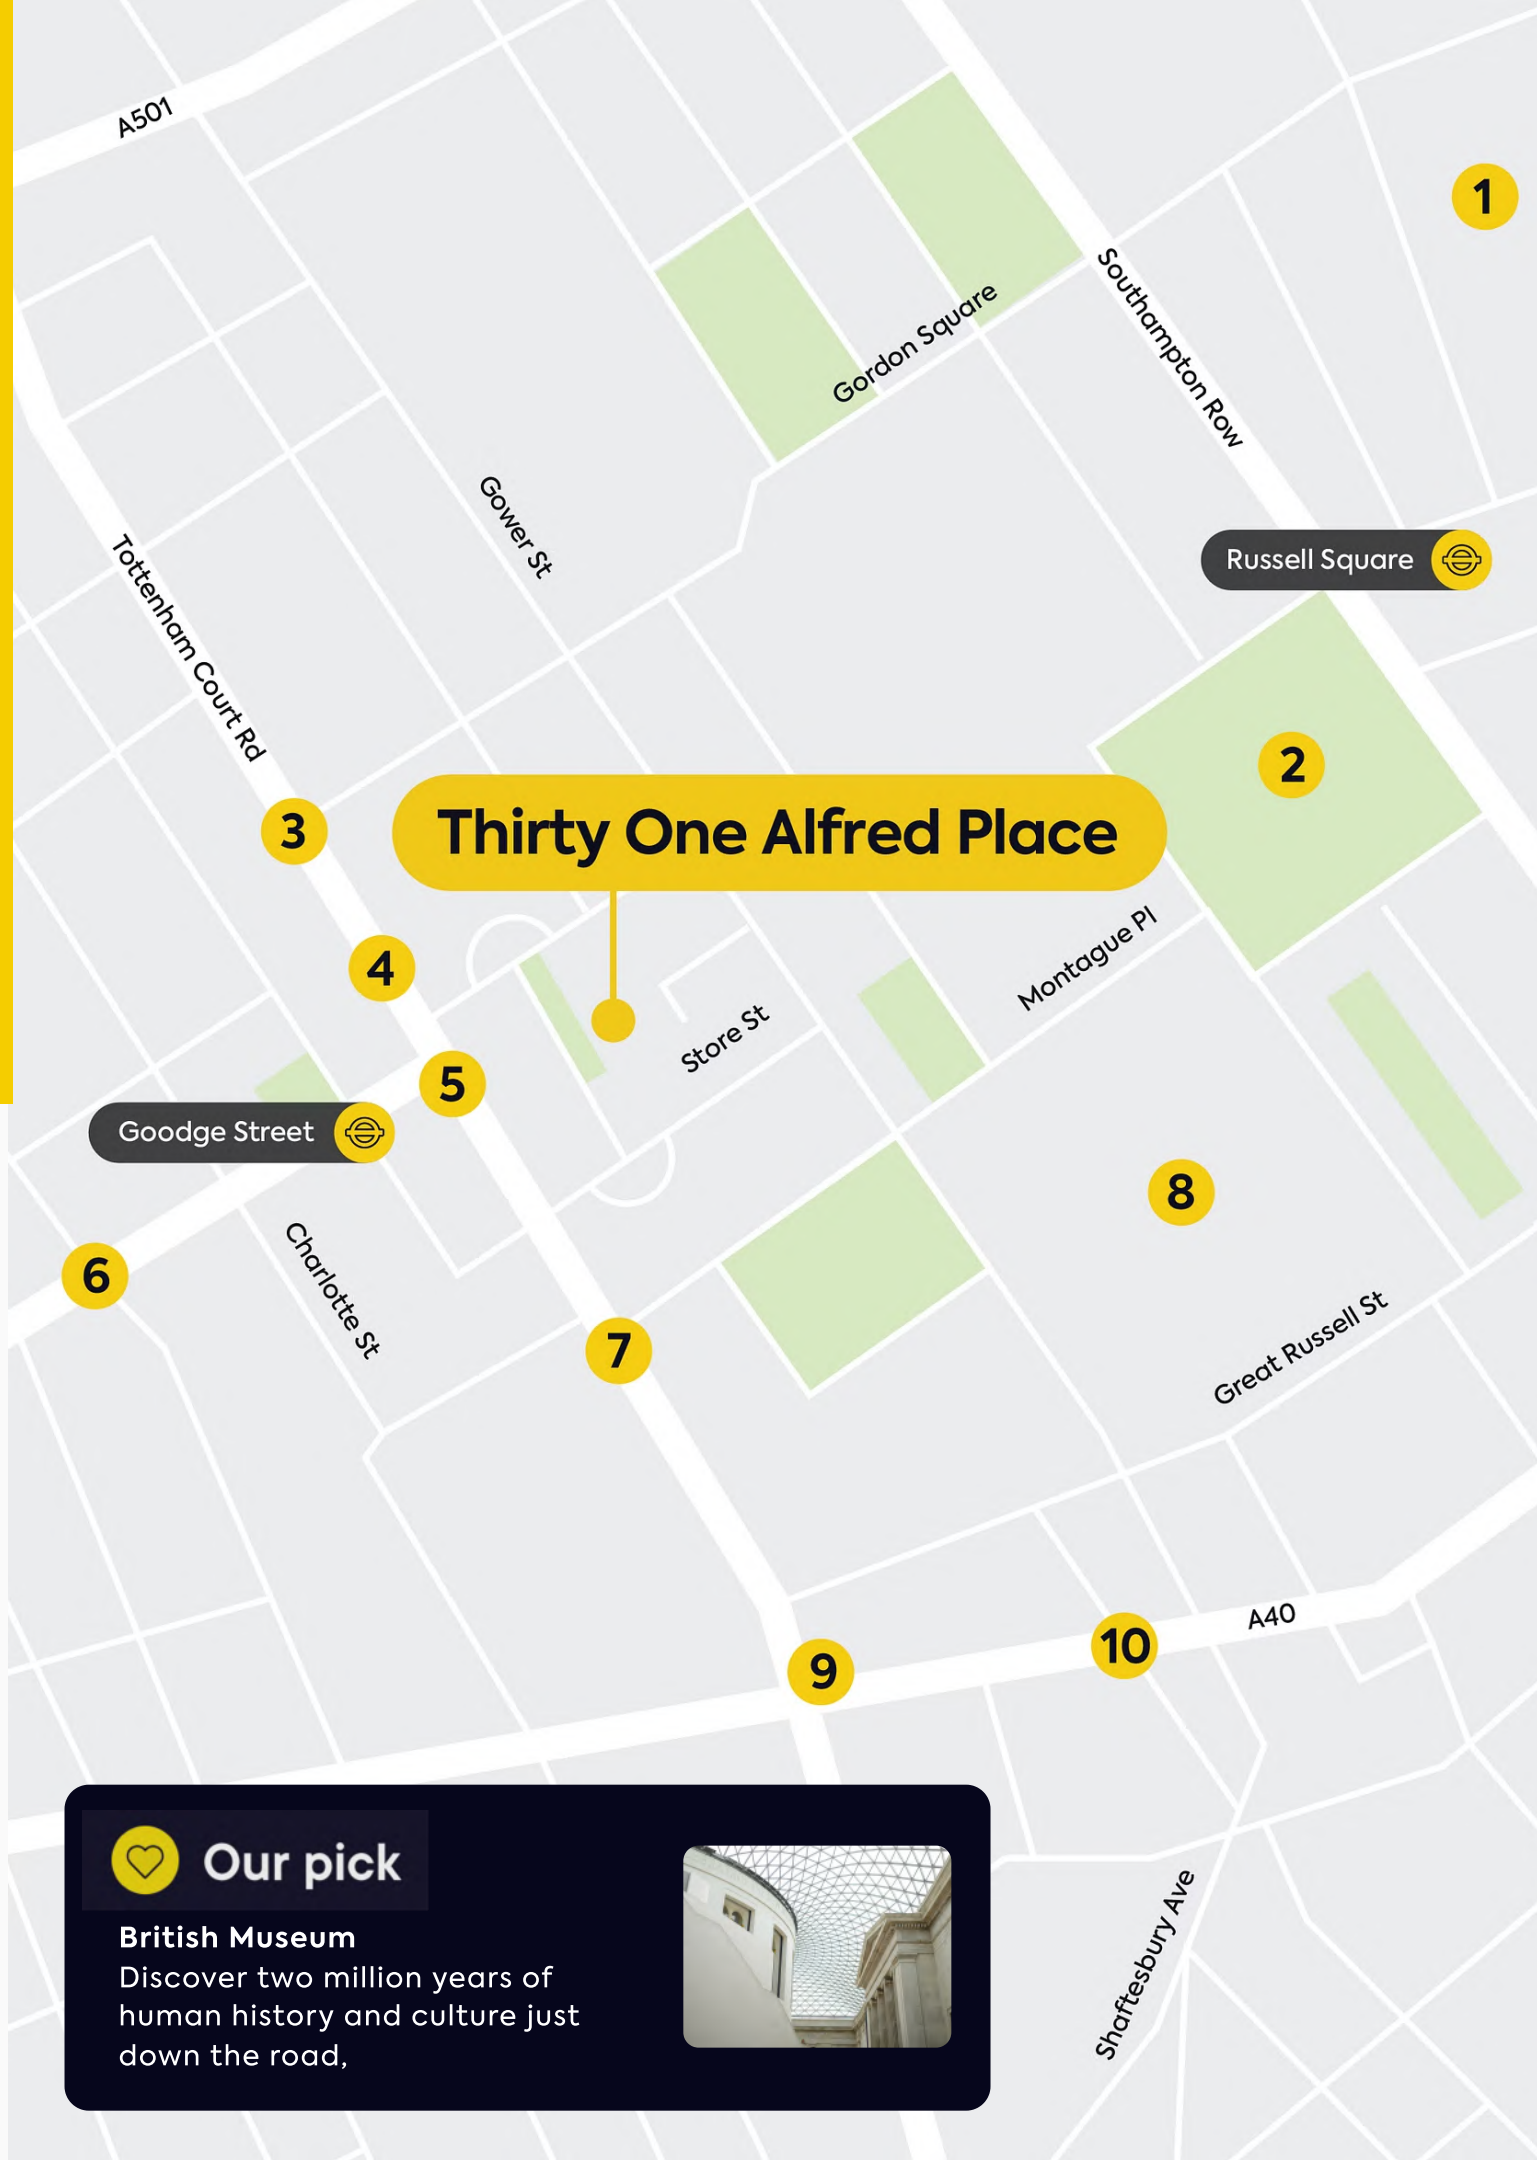 A501
1
Southampton Row
Gordon Square
Gower St
Russell Square
Tottenham Court Rd
2
3
Thirty One Alfred Place
4
Montague Pl
Store St
5
Goodge Street
8
6
Charlotte St
7
Great Russell St
A40
10
9
Our pick
British Museum
Discover two million years of
human history and culture just
down the road,
Shaftesbury Ave